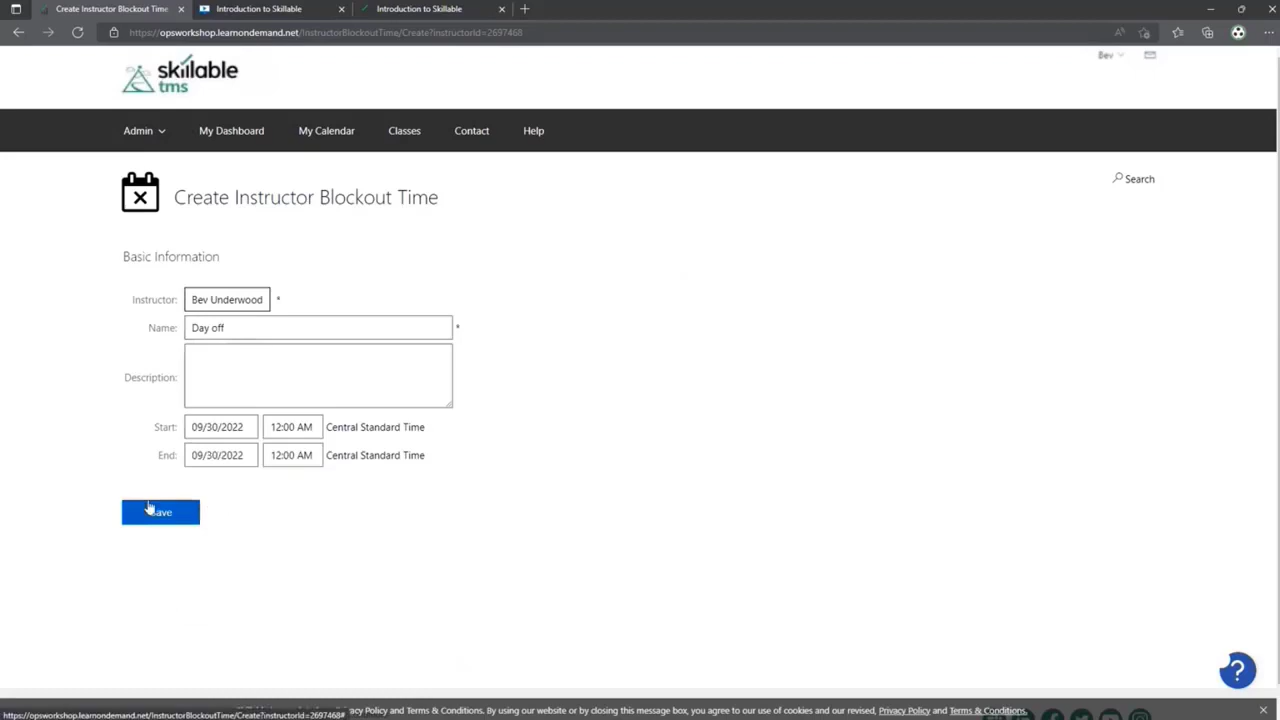 Create Instructor Blockout Time
Introduction to Skillable
Introduction to Skillable
https://opsworkshop.learnondemand.net/InstructorBlockoutTime/Create?instructorId=2697468
skillable
tms
Bev
Admin
My Dashboard
My Calendar
Classes
Contact
Help
Create Instructor Blockout Time
Search
Basic Information
Instructor: Bev Underwood *
Name: Day off *
Description:
Start: 09/30/2022 12:00 AM Central Standard Time
End: 09/30/2022 12:00 AM Central Standard Time
Save
?
https://opsworkshop.learnondemand.net/InstructorBlockoutTime/Create?instructorId=2697468#
Policy and Terms & Conditions. By using our website or by closing this message box, you agree to our use of cookies and our revised, Privacy Policy and Terms & Conditions.